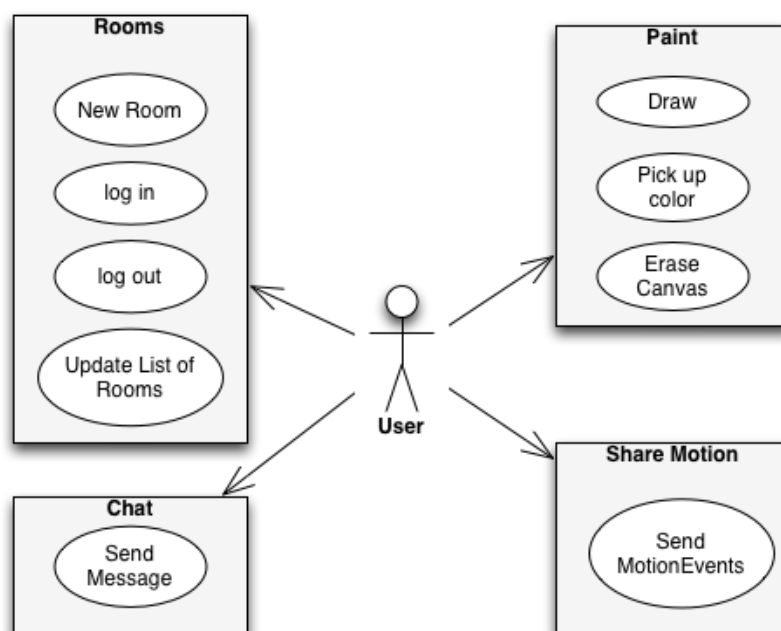 Rooms
New Room
log in
log out
Update List of
Rooms
Paint
Draw
Pick up
color
Erase
Canvas
User
Chat
Send
Message
Share Motion
Send
MotionEvents